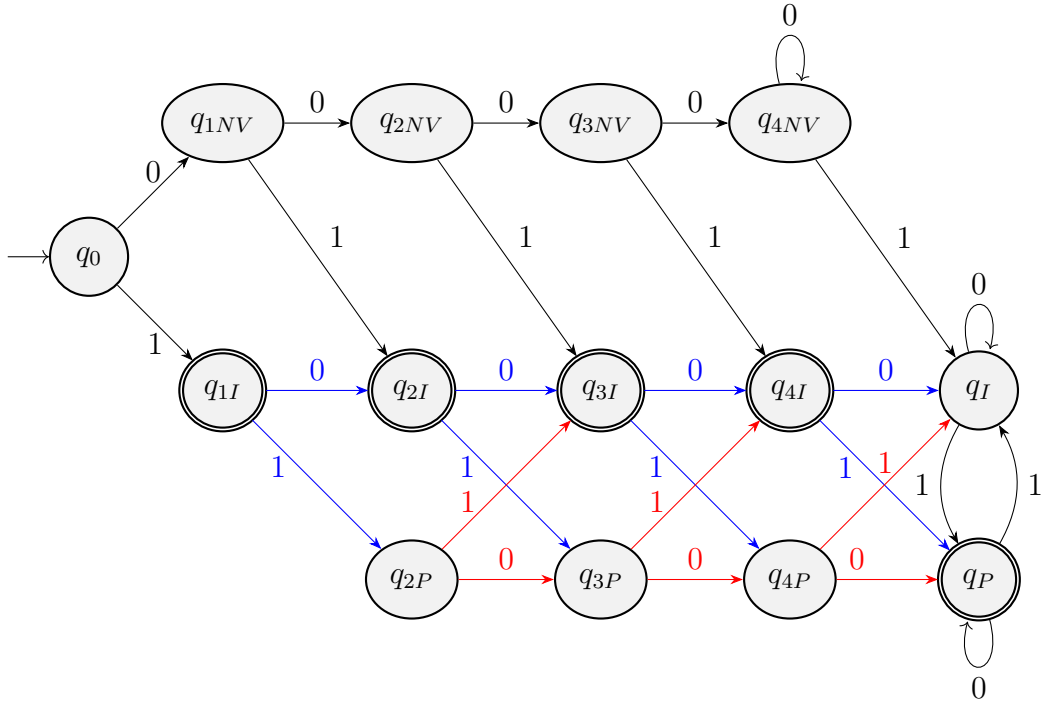 0
0 0 0
q1NV q2NV q3NV q4NV
0
1 1 1 1
q0
0
1
0 0 0 0
q1I q2I q3I q4I qI
1 1 1 1 1 1 1
1 1
0 0 0
q2P q3P q4P qP
0